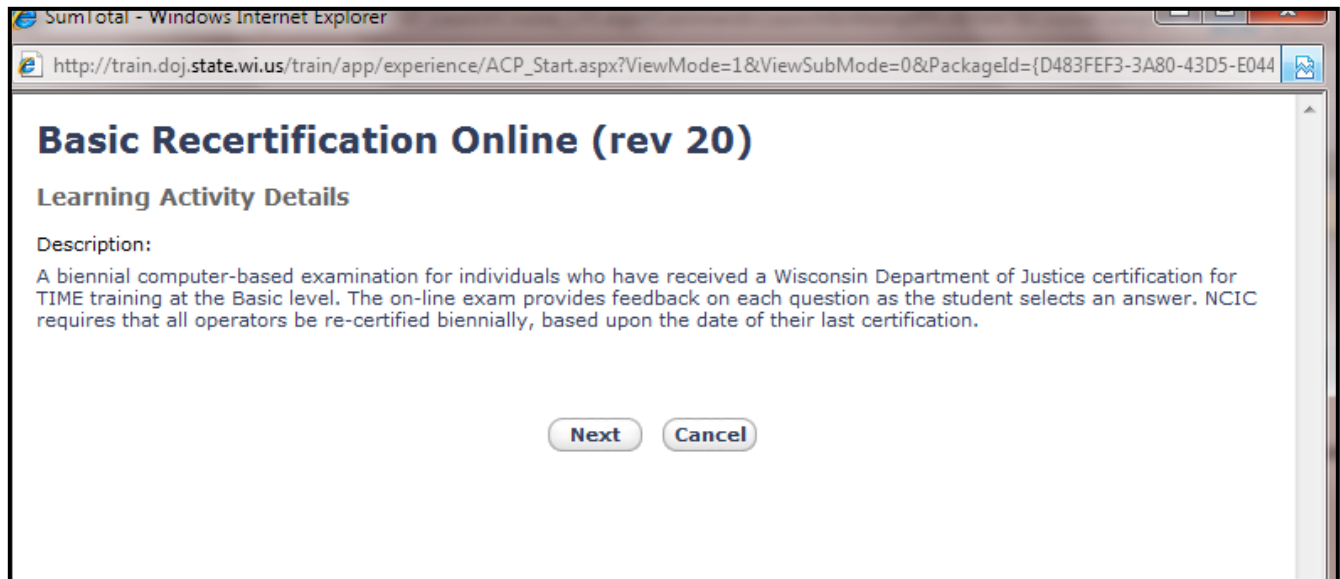 SumTotal - Windows Internet Explorer
http://train.doj.state.wi.us/train/app/experience/ACP_Start.aspx?ViewMode=1&ViewSubMode=0&PackageId={D483FEF3-3A80-43D5-E044
Basic Recertification Online (rev 20)
Learning Activity Details
Description:
A biennial computer-based examination for individuals who have received a Wisconsin Department of Justice certification for
TIME training at the Basic level. The on-line exam provides feedback on each question as the student selects an answer. NCIC
requires that all operators be re-certified biennially, based upon the date of their last certification.
Next Cancel